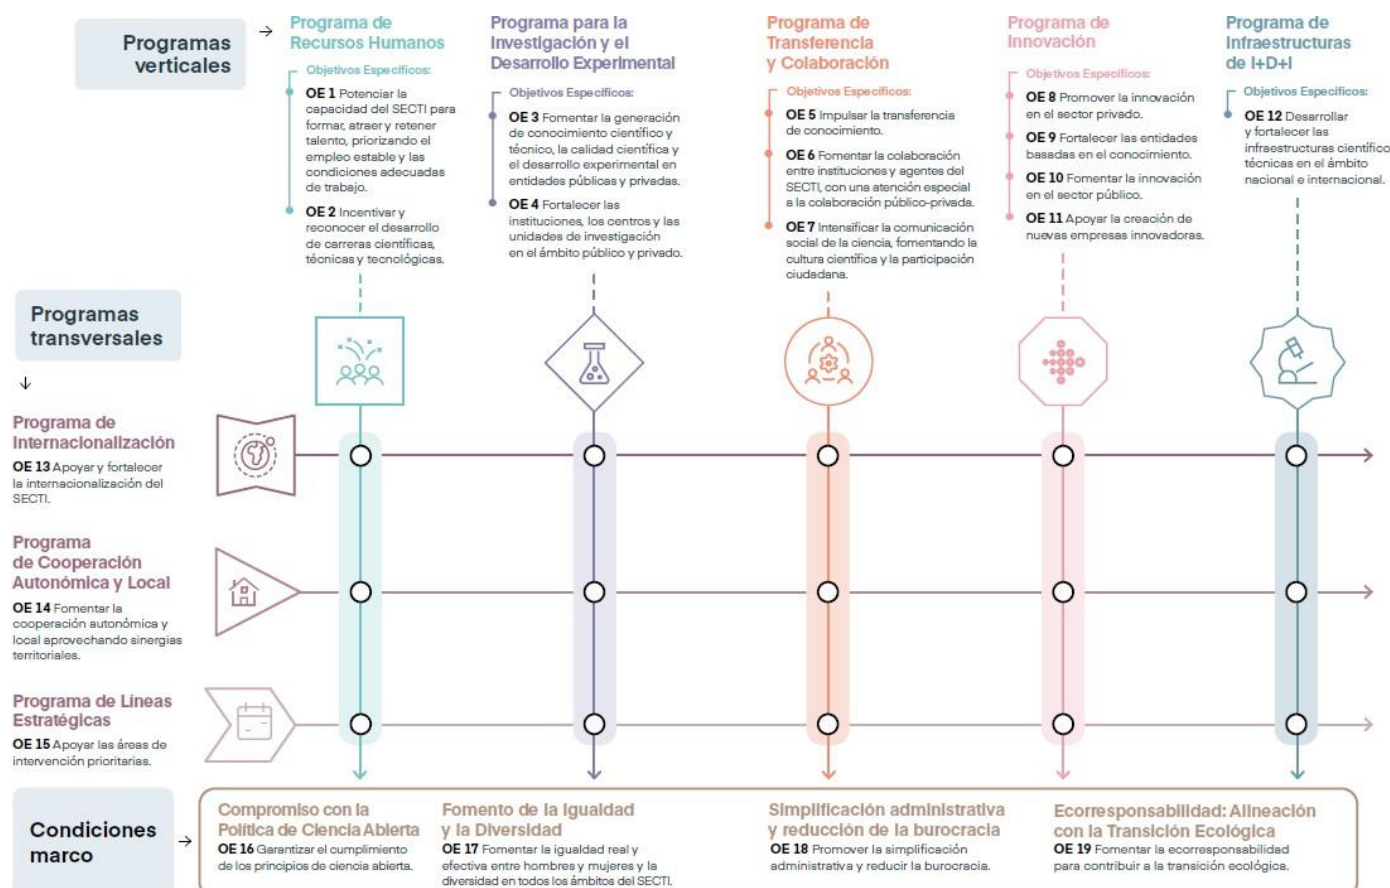 Programas
verticales
→
Programa de
Recursos Humanos
Objetivos Específicos:
OE 1 Potenciar la
capacidad del SECTI para
formar, atraer y retener
talento, priorizando el
empleo estable y las
condiciones adecuadas
de trabajo.
OE 2 Incentivar y
reconocer el desarrollo
de carreras científicas,
técnicas y tecnológicas.
Programa para la
Investigación y el
Desarrollo Experimental
Objetivos Específicos:
OE 3 Fomentar la generación
de conocimiento científico y
técnico, la calidad científica y
el desarrollo experimental en
entidades públicas y privadas.
OE 4 Fortalecer las
instituciones, los centros y las
unidades de investigación
en el ámbito público y privado.
Programa de
Transferencia
y Colaboración
Objetivos Específicos:
OE 5 Impulsar la transferencia
de conocimiento.
OE 6 Fomentar la colaboración
entre instituciones y agentes del
SECTI, con una atención especial
a la colaboración público-privada.
OE 7 Intensificar la comunicación
social de la ciencia, fomentando la
cultura científica y la participación
ciudadana.
Programa de
Innovación
Objetivos Específicos:
OE 8 Promover la innovación
en el sector privado.
OE 9 Fortalecer las entidades
basadas en el conocimiento.
OE 10 Fomentar la innovación
en el sector público.
OE 11 Apoyar la creación de
nuevas empresas innovadoras.
Programa de
Infraestructuras
de I+D+I
Objetivos Específicos:
OE 12 Desarrollar
y fortalecer las
infraestructuras científico
técnicas en el ámbito
nacional e internacional.
Programas
transversales
↓
Programa de
Internacionalización
OE 13 Apoyar y fortalecer
la internacionalización del
SECTI.
Programa
de Cooperación
Autonómica y Local
OE 14 Fomentar la
cooperación autonómica y
local aprovechando sinergias
territoriales.
Programa de Líneas
Estratégicas
OE 15 Apoyar las áreas de
intervención prioritarias.
Condiciones
marco
→
Compromiso con la
Política de Ciencia Abierta
OE 16 Garantizar el cumplimiento
de los principios de ciencia abierta.
Fomento de la Igualdad
y la Diversidad
OE 17 Fomentar la igualdad real y
efectiva entre hombres y mujeres y la
diversidad en todos los ámbitos del SECTI.
Simplificación administrativa
y reducción de la burocracia
OE 18 Promover la simplificación
administrativa y reducir la burocracia.
Ecorresponsabilidad: Alineación
con la Transición Ecológica
OE 19 Fomentar la ecorresponsabilidad
para contribuir a la transición ecológica.